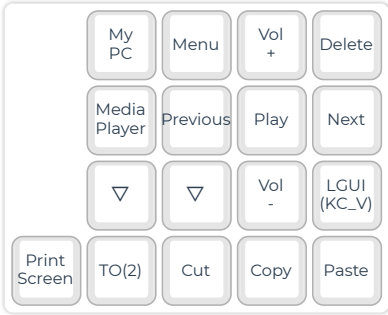 My PC
Menu
Vol +
Delete
Media Player
Previous
Play
Next
▽
▽
Vol -
LGUI (KC_V)
Print Screen
TO(2)
Cut
Copy
Paste